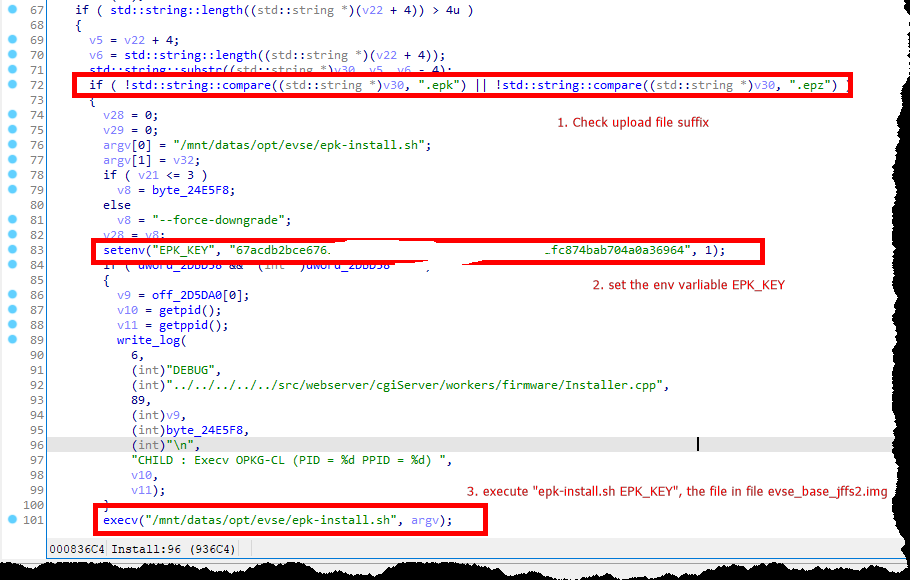 67 if ( std::string::length((std::string *)(v22 + 4)) > 4u )
68 {
69 v5 = v22 + 4;
70 v6 = std::string::length((std::string *)(v22 + 4));
71 std::string::substr((std::string *)v30, v5, v6 - 4);
72 if ( !std::string::compare((std::string *)v30, ".epk") || !std::string::compare((std::string *)v30, ".epz")
73 {
1. Check upload file suffix
74 v28 = 0;
75 v29 = 0;
76 argv[0] = "/mnt/datas/opt/evse/epk-install.sh";
77 argv[1] = v32;
78 if ( v21 <= 3 )
79 v8 = byte_24E5F8;
80 else
81 v8 = "--force-downgrade";
82 v28 = v8;
83 setenv("EPK_KEY", "67acdb2bce676. fc874bab704a0a36964", 1);
84 if (
85 {
2. set the env varliable EPK_KEY
86 v9 = off_2D5DA0[0];
87 v10 = getpid();
88 v11 = getppid();
89 write_log(
90 6,
91 (int)"DEBUG",
92 (int)"../../../../../src/webserver/cgiServer/workers/firmware/Installer.cpp",
93 89,
94 (int)v9,
95 (int)byte_24E5F8,
96 (int)"\n",
97 "CHILD : Execv OPKG-CL (PID = %d PPID = %d) ",
98 v10,
99 v11);
3. execute "epk-install.sh EPK_KEY", the file in file evse_base_jffs2.img
100 }
101 execv("/mnt/datas/opt/evse/epk-install.sh", argv);
000836C4 Install:96 (936C4)